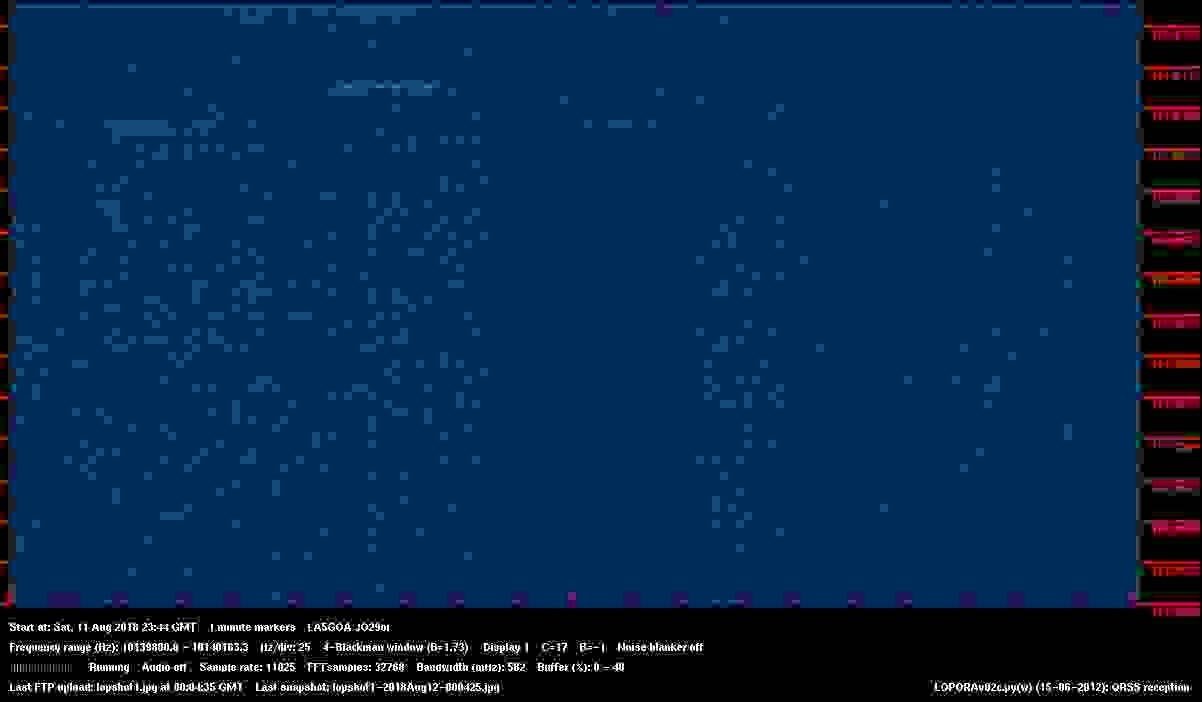 Start at: Sat, 11 Aug 2018 23:44 GMT 1 minute markers LA5GOA JO29pr
Frequency range (Hz): 10139800.0 - 10140163.3 Hz/div: 25 4-Blackman window (B=1.73) Display 1 C=17 B=-1 Noise blanker off
Running Audio off Sample rate: 11025 FFTsamples: 32768 Bandwidth (mHz): 582 Buffer (%): 0 - 40
Last FTP upload: lopshot1.jpg at 00:04:35 GMT Last snapshot: lopshot1-2018Aug12-000425.jpg
LOPORAv02c.py(w) (15-06-2012): QRSS reception